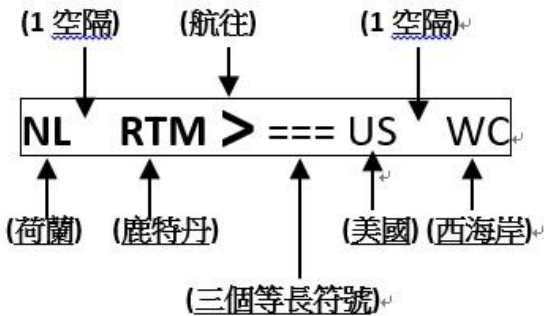 (1 空隔) (航往) (1 空隔)
NL RTM > === US WC
(荷蘭) (鹿特丹) (美國) (西海岸)
(三個等長符號)